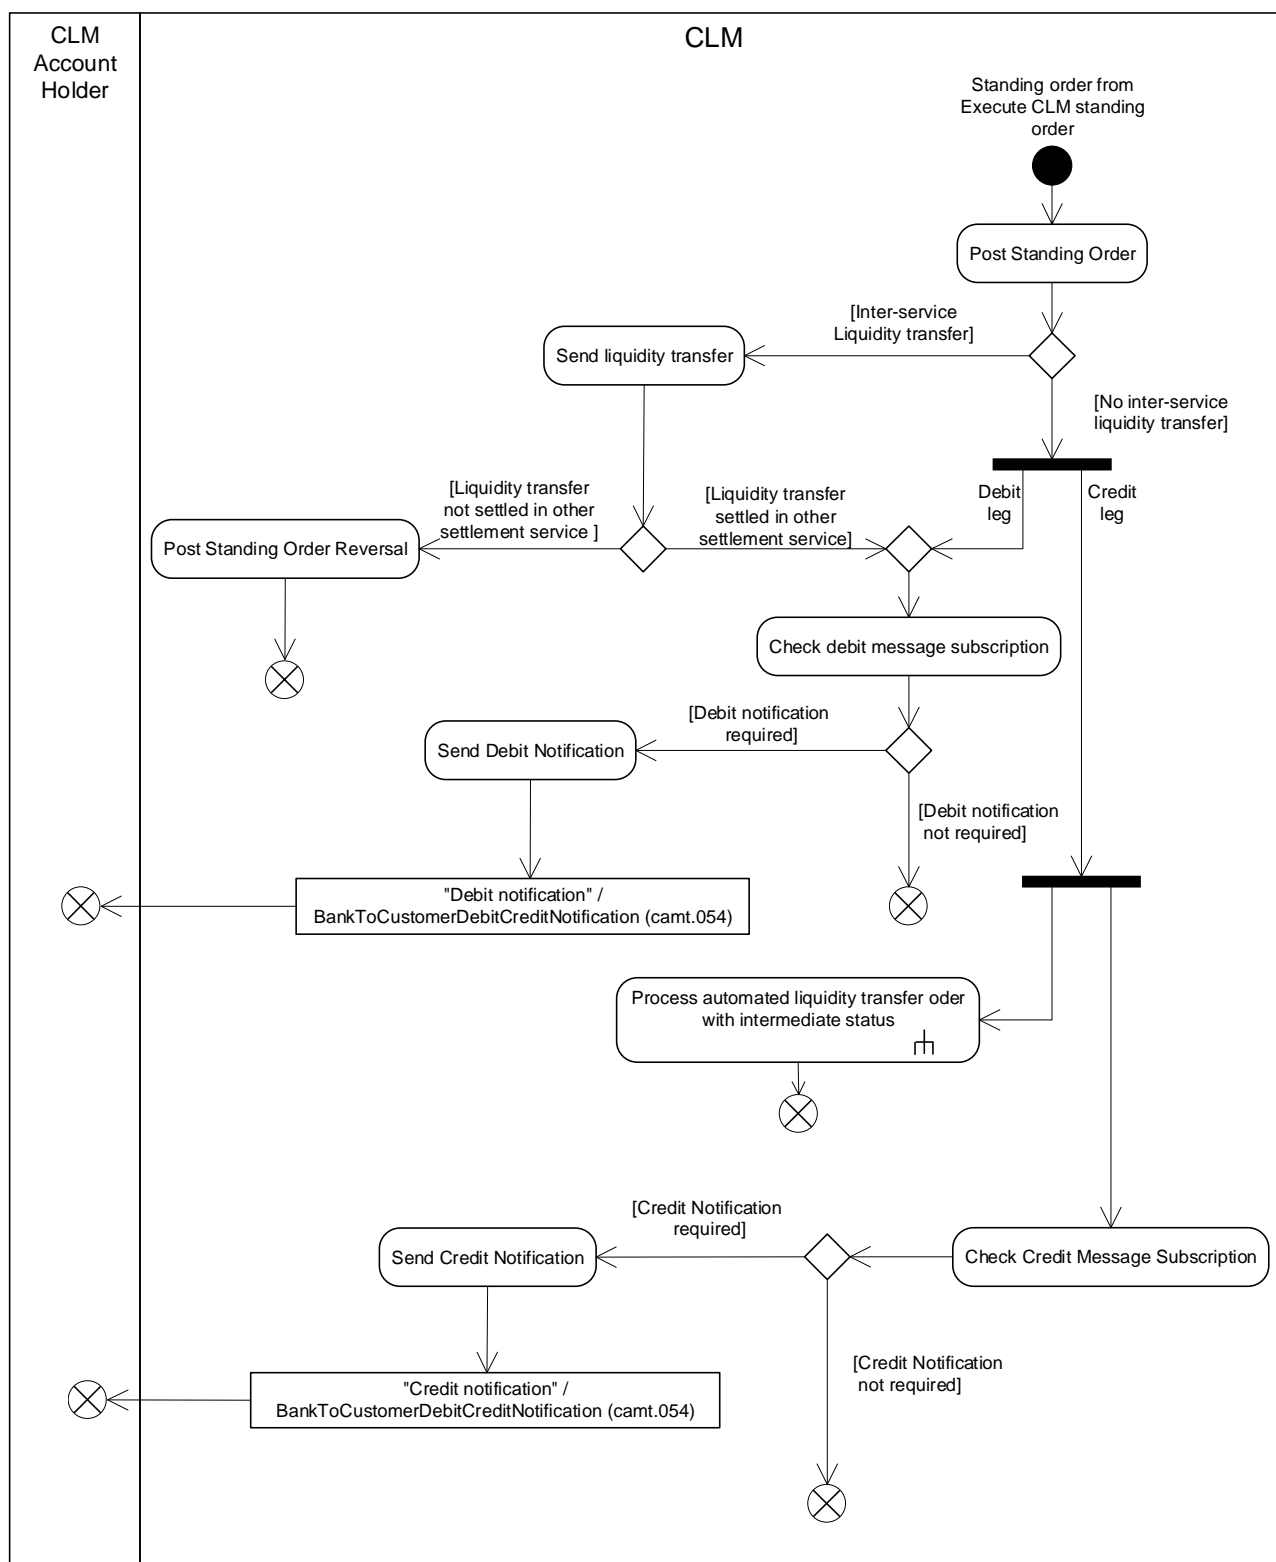 CLM
Account
Holder
CLM
Standing order from
Execute CLM standing
order
Post Standing Order
[Inter-service
Liquidity transfer]
Send liquidity transfer
[No inter-service
liquidity transfer]
[Liquidity transfer
not settled in other
settlement service ]
[Liquidity transfer
settled in other
settlement service]
Debit
leg
Credit
leg
Post Standing Order Reversal
Check debit message subscription
[Debit notification
required]
Send Debit Notification
[Debit notification
not required]
"Debit notification" /
BankToCustomerDebitCreditNotification (camt.054)
Process automated liquidity transfer oder
with intermediate status
[Credit Notification
required]
Send Credit Notification
Check Credit Message Subscription
[Credit Notification
not required]
"Credit notification" /
BankToCustomerDebitCreditNotification (camt.054)